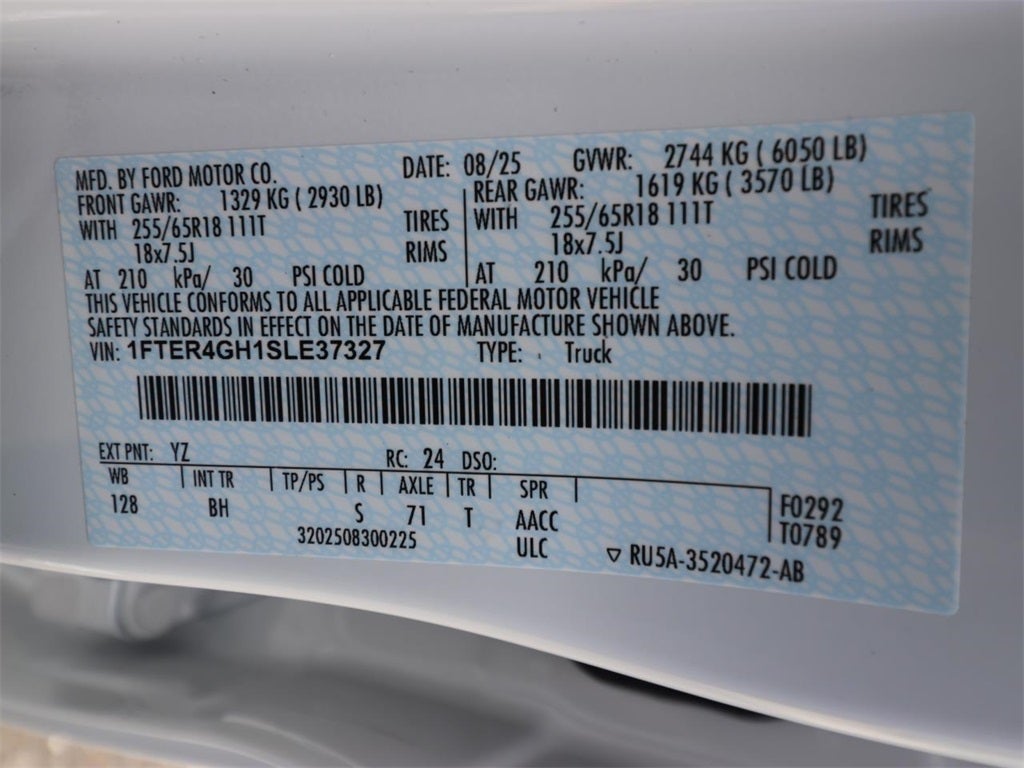 MFD. BY FORD MOTOR CO. DATE: 08/25 GVWR: 2744 KG ( 6050 LB)
FRONT GAWR: 1329 KG ( 2930 LB) REAR GAWR: 1619 KG ( 3570 LB)
WITH 255/65R18 111T TIRES WITH 255/65R18 111T TIRES
18x7.5J RIMS 18x7.5J RIMS
AT 210 kPa/ 30 PSI COLD AT 210 kPa/ 30 PSI COLD
THIS VEHICLE CONFORMS TO ALL APPLICABLE FEDERAL MOTOR VEHICLE
SAFETY STANDARDS IN EFFECT ON THE DATE OF MANUFACTURE SHOWN ABOVE.
VIN: 1FTER4GH1SLE37327 TYPE: Truck
EXT PNT: YZ RC: 24 DSO:
WB INT TR TP/PS R AXLE TR SPR
128 BH S 71 T AACC F0292
3202508300225 ULC T0789
▽ RU5A-3520472-AB